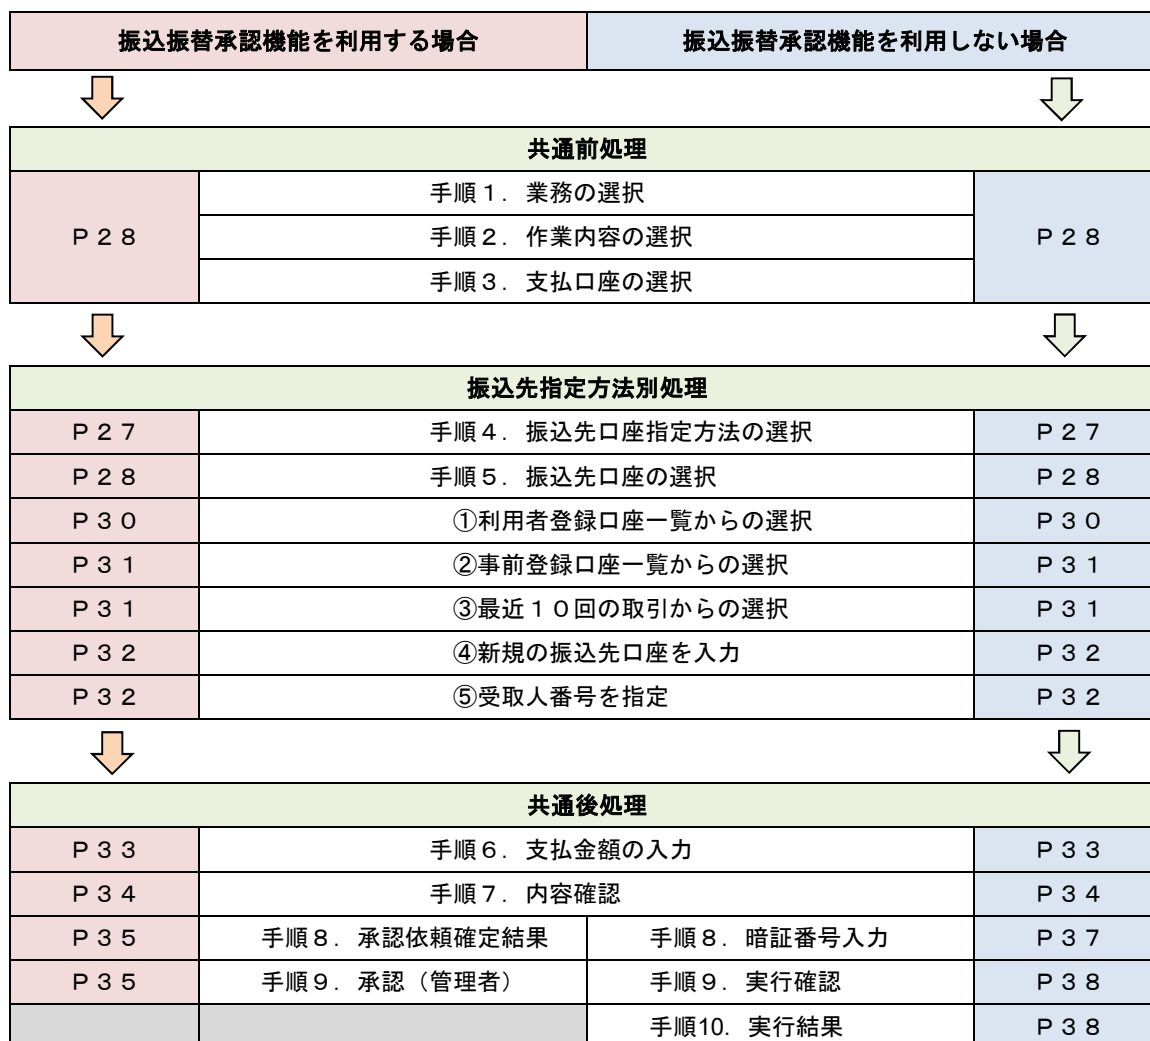 振込振替承認機能を利用する場合 振込振替承認機能を利用しない場合
共通前処理
手順１．業務の選択
P２８ 手順２．作業内容の選択 P２８
手順３．支払口座の選択
振込先指定方法別処理
P２７ 手順４．振込先口座指定方法の選択 P２７
P２８ 手順５．振込先口座の選択 P２８
P３０ ①利用者登録口座一覧からの選択 P３０
P３１ ②事前登録口座一覧からの選択 P３１
P３１ ③最近１０回の取引からの選択 P３１
P３２ ④新規の振込先口座を入力 P３２
P３２ ⑤受取人番号を指定 P３２
共通後処理
P３３ 手順６．支払金額の入力 P３３
P３４ 手順７．内容確認 P３４
P３５ 手順８．承認依頼確定結果 手順８．暗証番号入力 P３７
P３５ 手順９．承認（管理者） 手順９．実行確認 P３８
手順10．実行結果 P３８